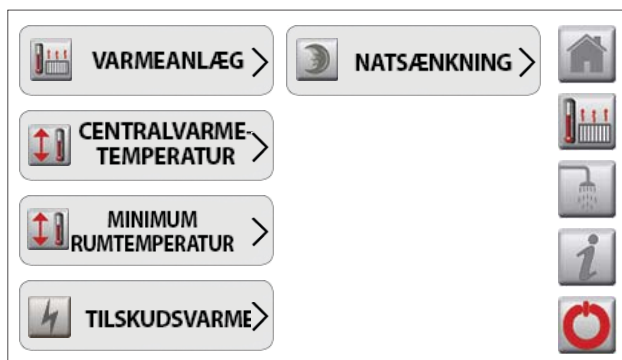 VARMEANLÆG
CENTRALVARME-
TEMPERATUR
MINIMUM
RUMTEMPERATUR
TILSKUDSVARME
NATSÆNKNING